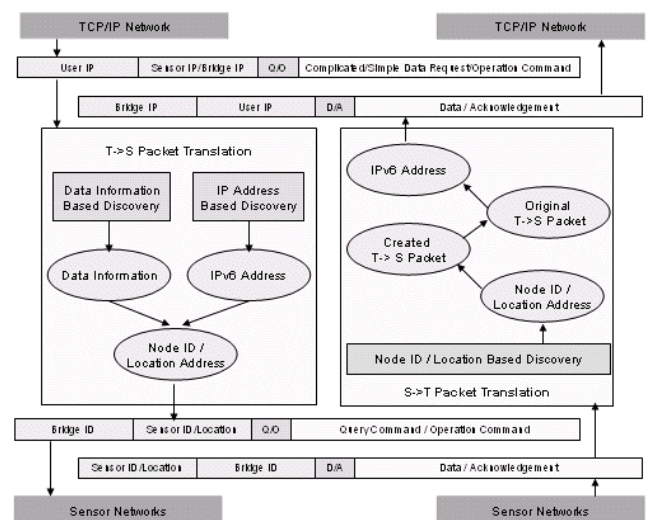 TCP/IP Network
TCP/IP Network
User IP
Sensor IP/Bridge IP
Q/O
Complicated/Simple Data Request/Operation Command
Bridge IP
User IP
D/A
Data / Acknowledgement
T->S Packet Translation
Data Information
Based Discovery
IP Address
Based Discovery
Data Information
IPv6 Address
Node ID /
Location Address
IPv6 Address
Original
T->S Packet
Created
T-> S Packet
Node ID /
Location Address
Node ID / Location Based Discovery
S->T Packet Translation
Bridge ID
Sensor ID/Location
Q/O
Query Command / Operation Command
Sensor ID/Location
Bridge ID
D/A
Data / Acknowledgement
Sensor Networks
Sensor Networks